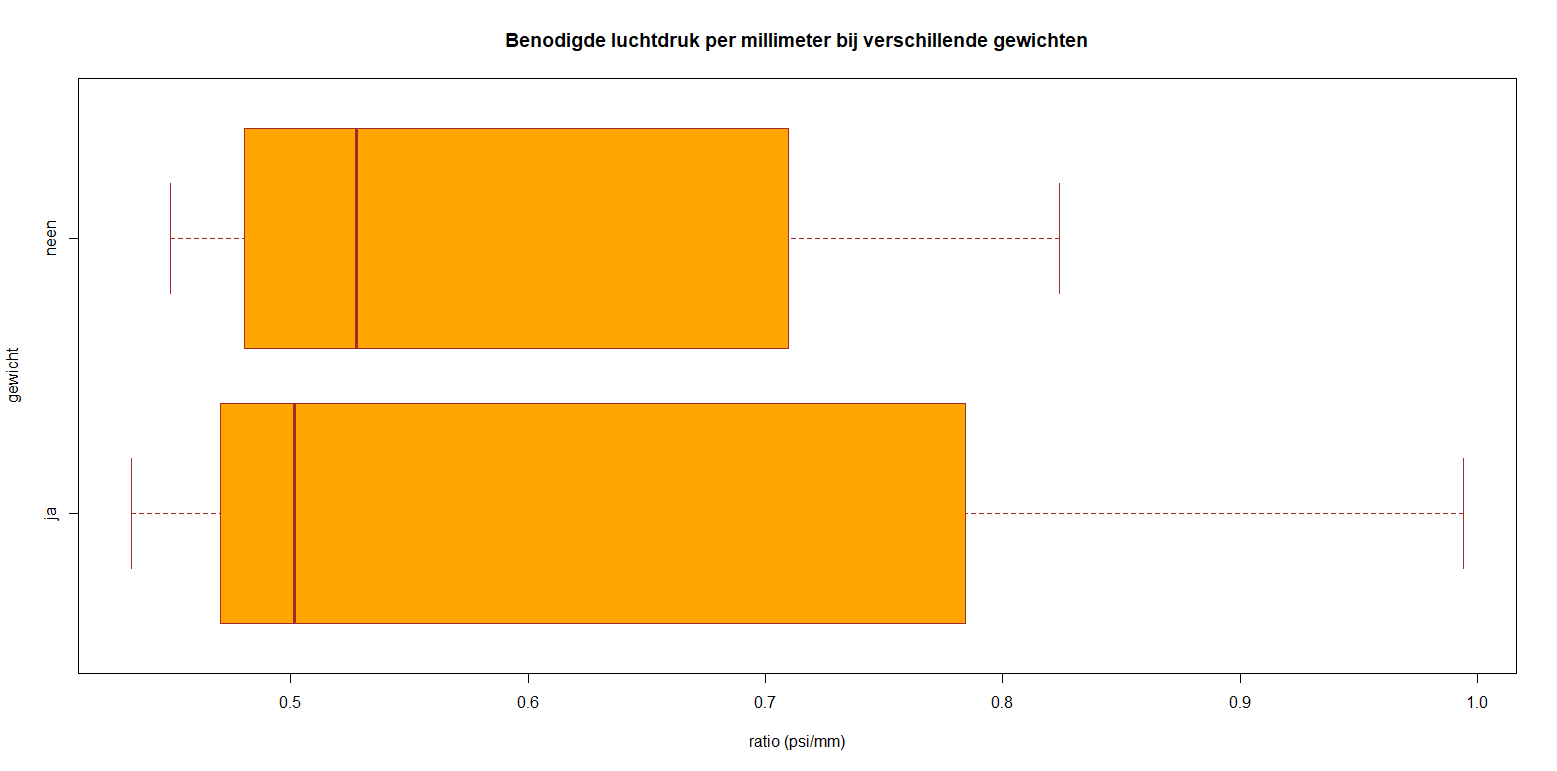 Benodigde luchtdruk per millimeter bij verschillende gewichten
neen
gewicht
ja
0.5 0.6 0.7 0.8 0.9 1.0
ratio (psi/mm)